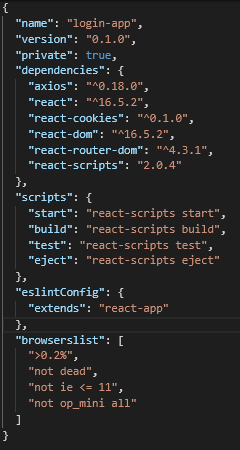 {
  "name": "login-app",
  "version": "0.1.0",
  "private": true,
  "dependencies": {
    "axios": "^0.18.0",
    "react": "^16.5.2",
    "react-cookies": "^0.1.0",
    "react-dom": "^16.5.2",
    "react-router-dom": "^4.3.1",
    "react-scripts": "2.0.4"
  },
  "scripts": {
    "start": "react-scripts start",
    "build": "react-scripts build",
    "test": "react-scripts test",
    "eject": "react-scripts eject"
  },
  "eslintConfig": {
    "extends": "react-app"
  },
  "browserslist": [
    ">0.2%",
    "not dead",
    "not ie <= 11",
    "not op_mini all"
  ]
}